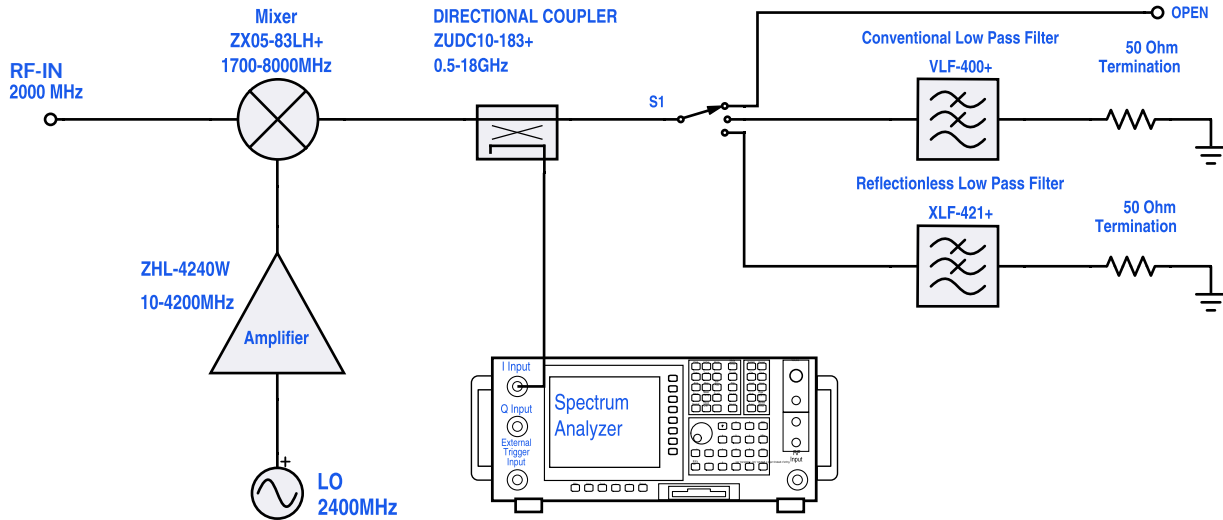 Mixer
ZX05-83LH+
1700-8000MHz
DIRECTIONAL COUPLER
ZUDC10-183+
0.5-18GHz
OPEN
Conventional Low Pass Filter
VLF-400+
50 Ohm
Termination
RF-IN
2000 MHz
S1
Reflectionless Low Pass Filter
XLF-421+
50 Ohm
Termination
ZHL-4240W
10-4200MHz
Amplifier
I Input
Q Input
External
Trigger
Input
Spectrum
Analyzer
RF
Input
+
LO
2400MHz